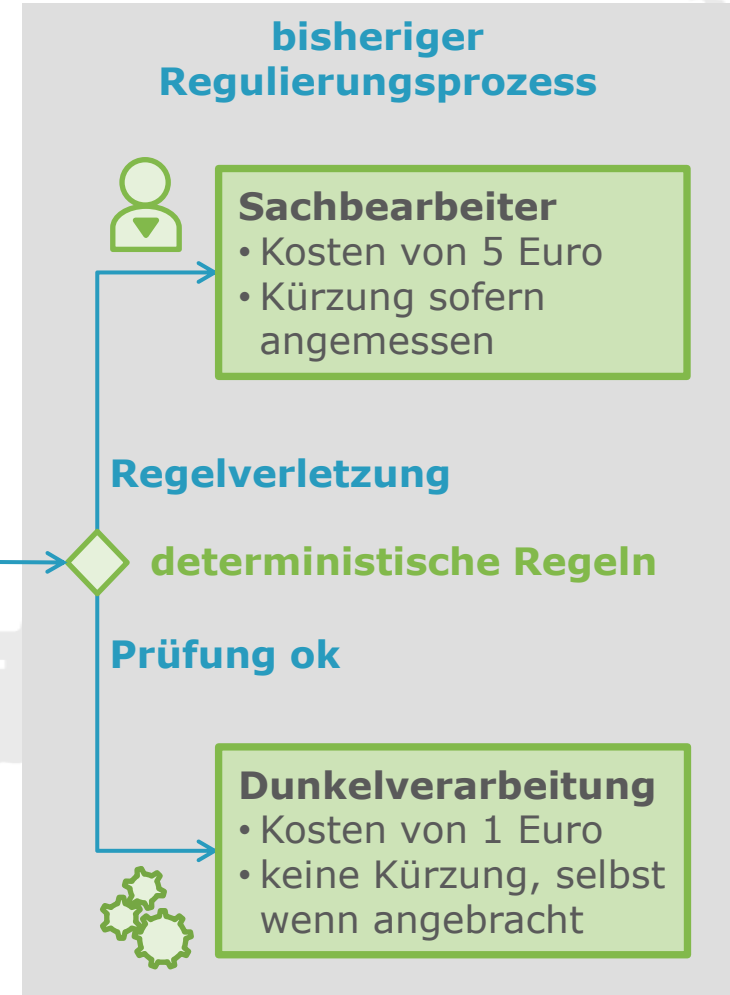 bisheriger
Regulierungsprozess
Sachbearbeiter
• Kosten von 5 Euro
• Kürzung sofern
angemessen
Regelverletzung
deterministische Regeln
Prüfung ok
Dunkelverarbeitung
• Kosten von 1 Euro
• keine Kürzung, selbst
wenn angebracht